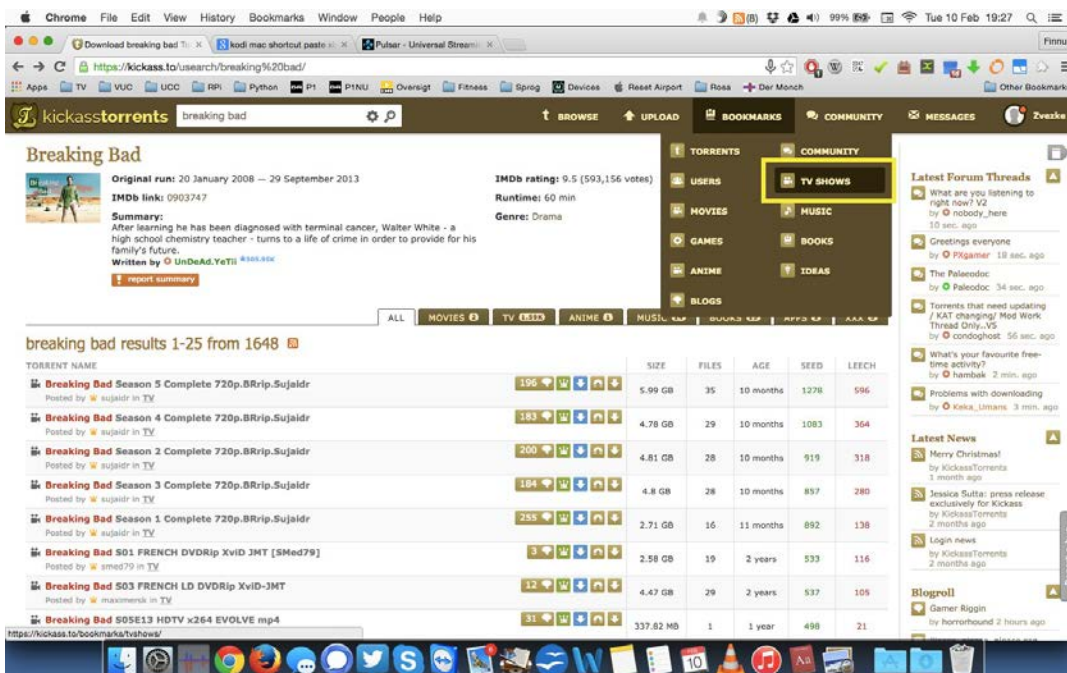 Chrome File Edit View History Bookmarks Window People Help
(B) 99% Tue 10 Feb 19:27
Download breaking bad
kodi mac shortcut paste
Pulsar - Universal Streamin
Finnu
https://kickass.to/usearch/breaking%20bad/
Apps TV VUC UCC RPi Python P1 P1NU Oversigt Fitness Sprog Devices Reset Airport Rosa Der Monch Other Bookmark
kickasstorrents breaking bad BROWSE UPLOAD BOOKMARKS COMMUNITY MESSAGES Zvezke
TORRENTS COMMUNITY
USERS TV SHOWS
MOVIES MUSIC
GAMES BOOKS
ANIME IDEAS
BLOGS
Breaking Bad
Original run: 20 January 2008 — 29 September 2013
IMDb link: 0903747
Summary:
After learning he has been diagnosed with terminal cancer, Walter White - a
high school chemistry teacher - turns to a life of crime in order to provide for his
family's future.
Written by UnDeAd.YeTii
report summary
IMDb rating: 9.5 (593,156 votes)
Runtime: 60 min
Genre: Drama
ALL MOVIES TV ANIME MUSIC BOOKS APPS XXX
breaking bad results 1-25 from 1648
TORRENT NAME SIZE FILES AGE SEED LEECH
Breaking Bad Season 5 Complete 720p.BRrip.Sujaidr 196 5.99 GB 35 10 months 1278 596
Posted by sujaidr in TV
Breaking Bad Season 4 Complete 720p.BRrip.Sujaidr 183 4.78 GB 29 10 months 1083 364
Posted by sujaidr in TV
Breaking Bad Season 2 Complete 720p.BRrip.Sujaidr 200 4.81 GB 28 10 months 919 318
Posted by sujaidr in TV
Breaking Bad Season 3 Complete 720p.BRrip.Sujaidr 184 4.8 GB 28 10 months 857 280
Posted by sujaidr in TV
Breaking Bad Season 1 Complete 720p.BRrip.Sujaidr 255 2.71 GB 16 11 months 892 138
Posted by sujaidr in TV
Breaking Bad S01 FRENCH DVDRip XviD JMT [SMed79] 3 2.58 GB 19 2 years 533 116
Posted by smed79 in TV
Breaking Bad S03 FRENCH LD DVDRip XviD-JMT 12 4.47 GB 29 2 years 537 105
Posted by maximersk in TV
Breaking Bad S05E13 HDTV x264 EVOLVE mp4 31 337.82 MB 1 1 year 498 21
https://kickass.to/bookmarks/tvshows/
Latest Forum Threads
What are you listening to
right now? V2
by nobody_here
10 sec. ago
Greetings everyone
by PXgamer 18 sec. ago
The Palaeodoc
by Paleodoc 34 sec. ago
Torrents that need updating
/ KAT changing/ Mod Work
Thread Only..V5
by condoghost 56 sec. ago
What's your favourite free-
time activity?
by hambak 2 min. ago
Problems with downloading
by Keka_Umans 3 min. ago
Latest News
Merry Christmas!
by KickassTorrents
1 month ago
Jessica Sutta: press release
exclusively for Kickass
by KickassTorrents
2 months ago
Login news
by KickassTorrents
2 months ago
Blogroll
Gamer Riggin
by horrorhound 2 hours ago
10